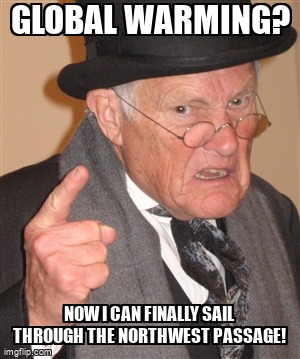 GLOBAL WARMING?
NOW I CAN FINALLY SAIL
THROUGH THE NORTHWEST PASSAGE!
imgflip.com